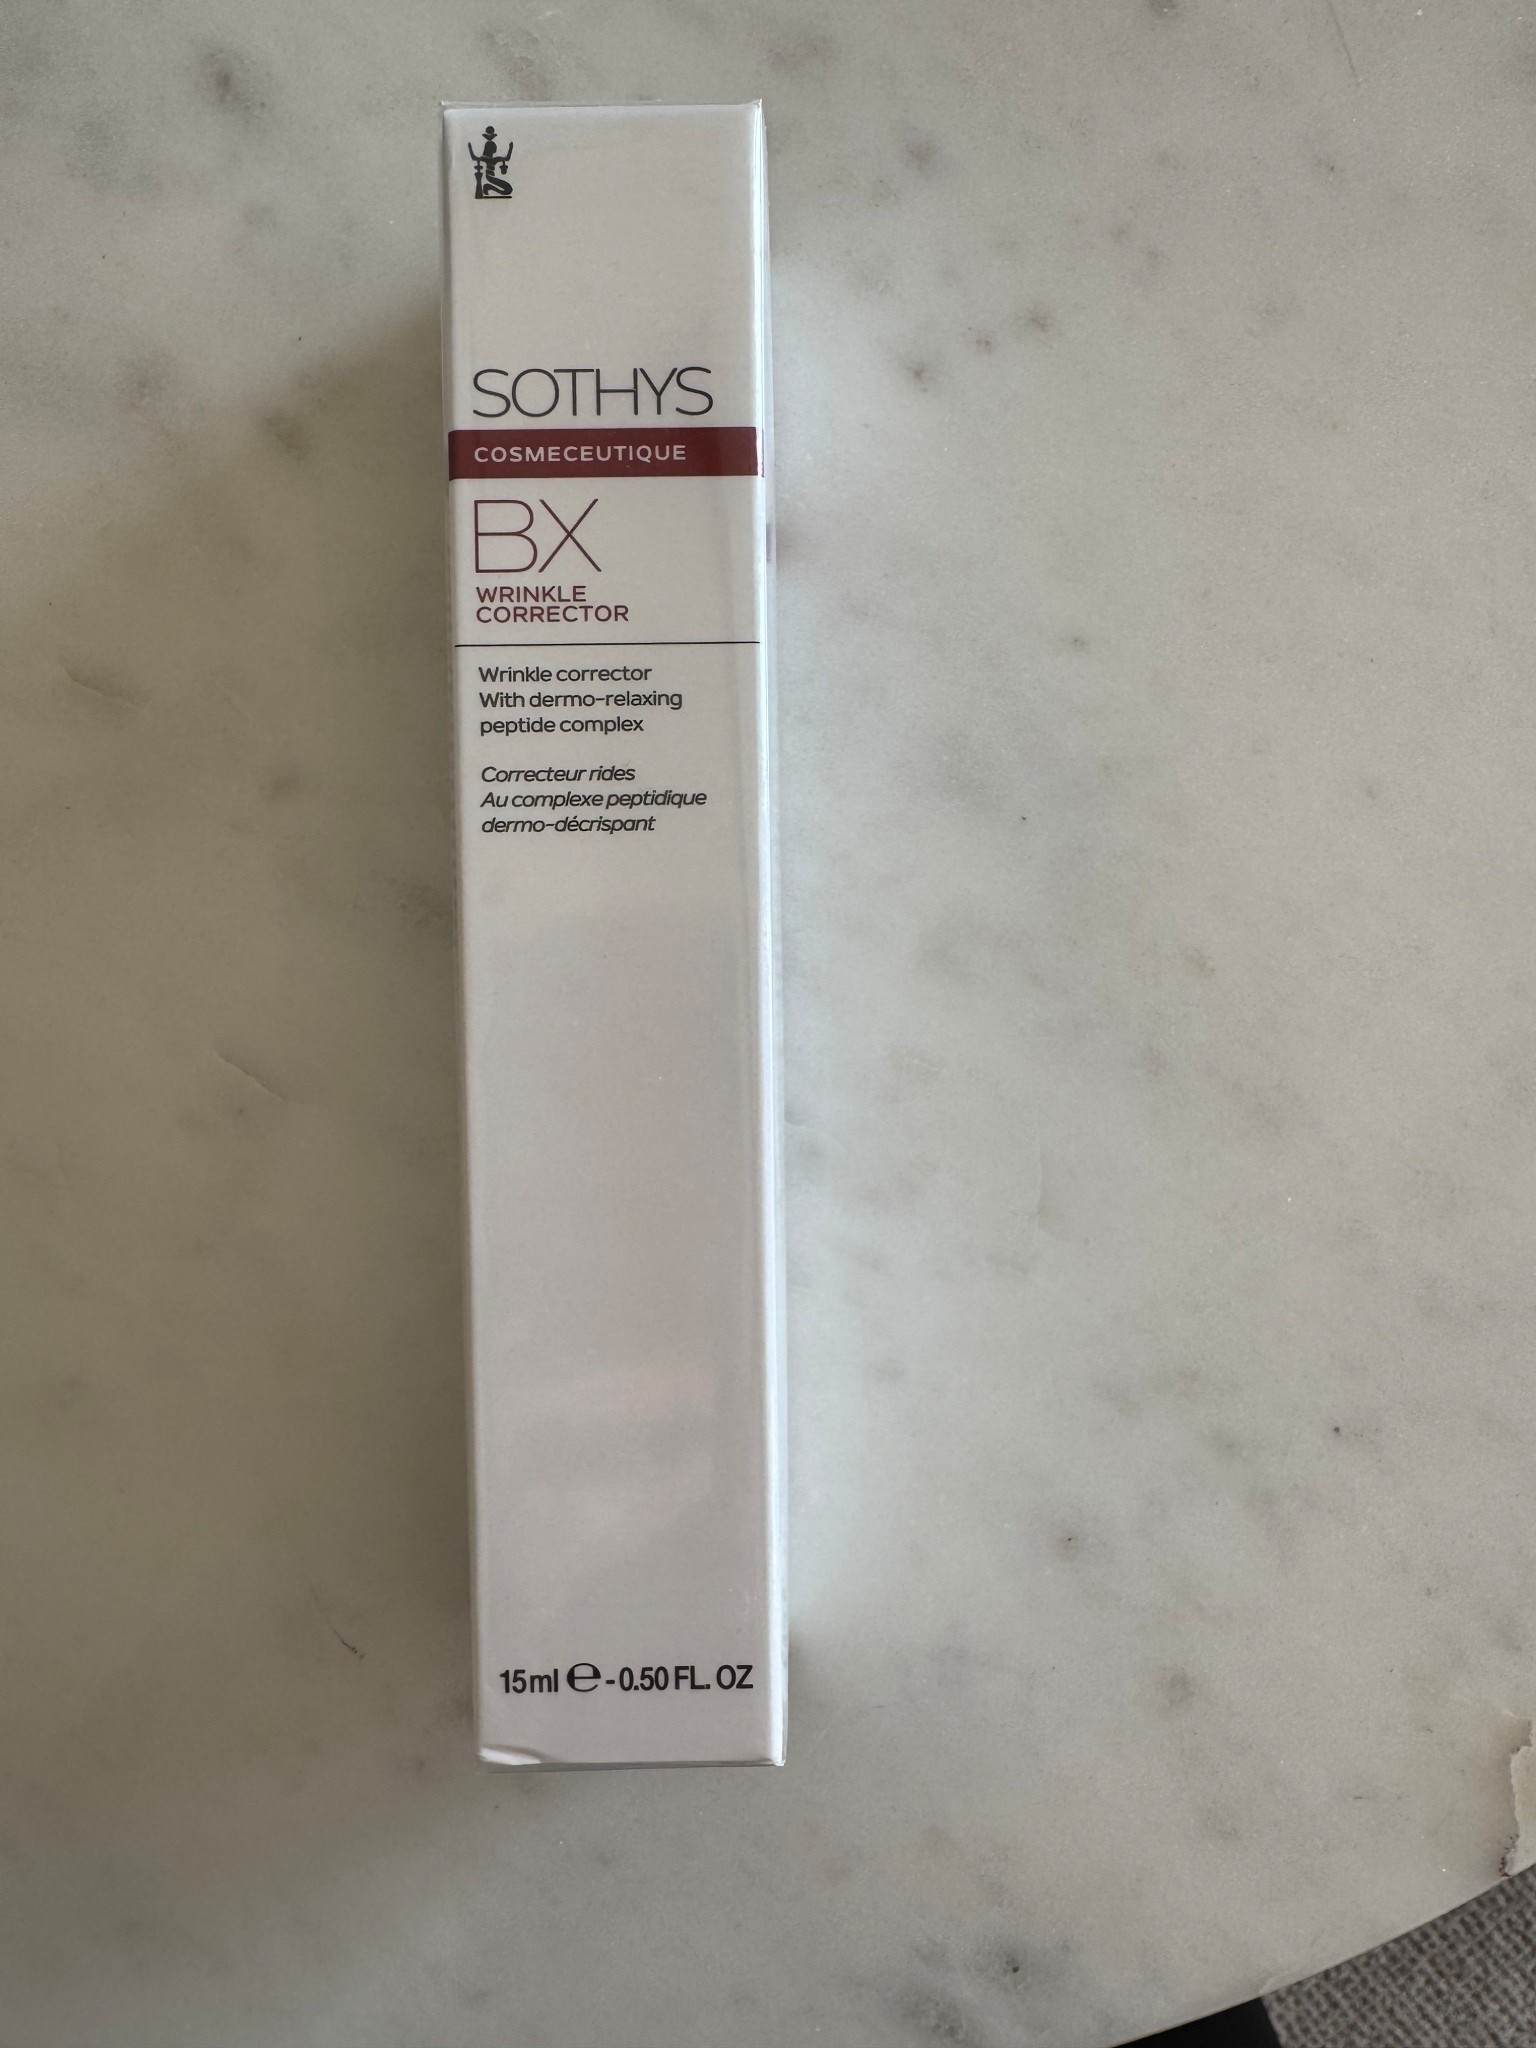 SOTHYS
COSMECEUTIQUE
BX
WRINKLE
CORRECTOR
Wrinkle corrector
With dermo-relaxing
peptide complex
Correcteur rides
Au complexe peptidique
dermo-décrispant
15ml ℮-0.50 FL. OZ